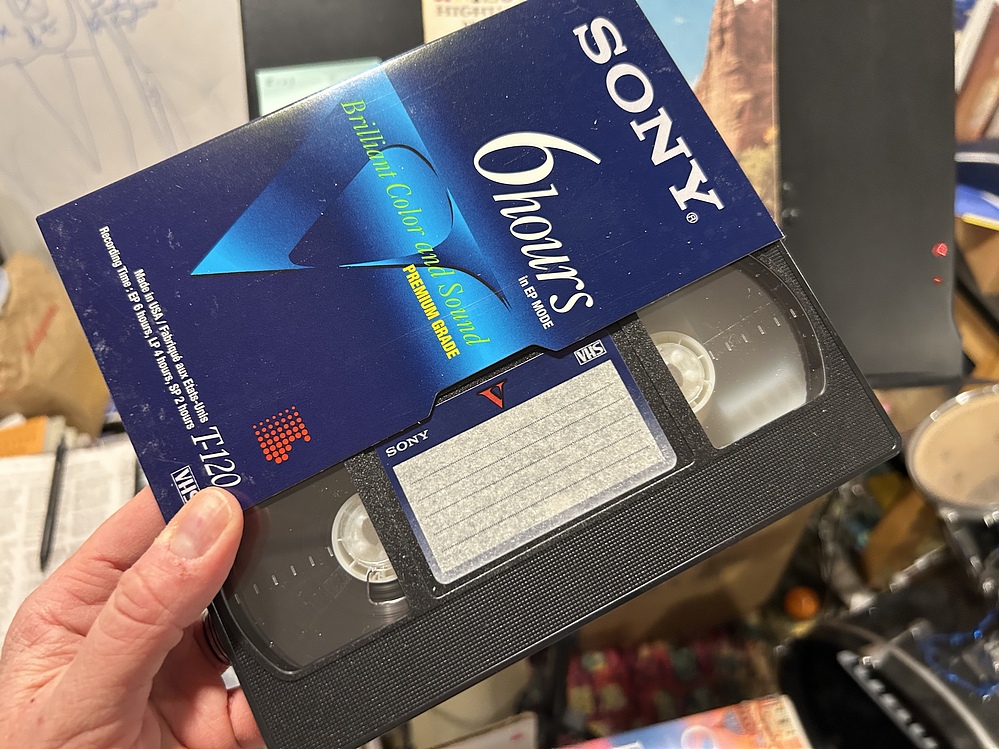 SONY®
6hours
in EP MODE
Brilliant Color and Sound
PREMIUM GRADE
Made in USA / Fabriqué aux Etats-Unis
Recording Time : EP 6 hours, LP 4 hours, SP 2 hours
T-120
VHS
VHS
V
SONY